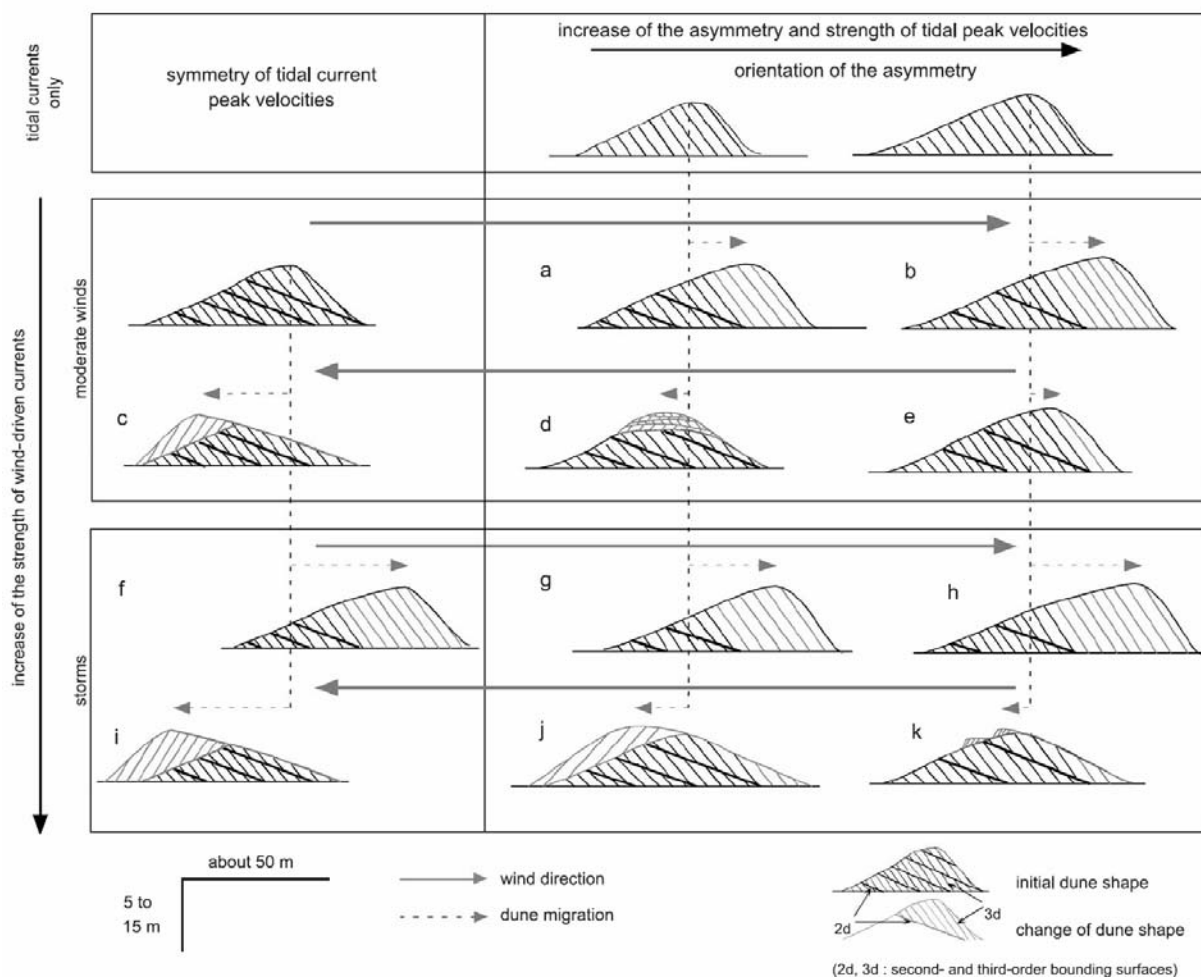 tidal currents
only
symmetry of tidal current
peak velocities
increase of the asymmetry and strength of tidal peak velocities
orientation of the asymmetry
increase of the strength of wind-driven currents
moderate winds
a
b
c
d
e
storms
f
g
h
i
j
k
about 50 m
5 to
15 m
wind direction
dune migration
initial dune shape
2d
3d
change of dune shape
(2d, 3d : second- and third-order bounding surfaces)